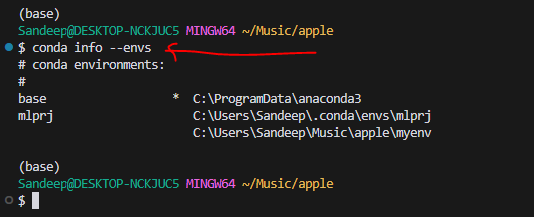 (base)
Sandeep@DESKTOP-NCKJUC5 MINGW64 ~/Music/apple
$ conda info --envs
# conda environments:
#
base                  *  C:\ProgramData\anaconda3
mlprj                    C:\Users\Sandeep\.conda\envs\mlprj
                         C:\Users\Sandeep\Music\apple\myenv
(base)
Sandeep@DESKTOP-NCKJUC5 MINGW64 ~/Music/apple
$